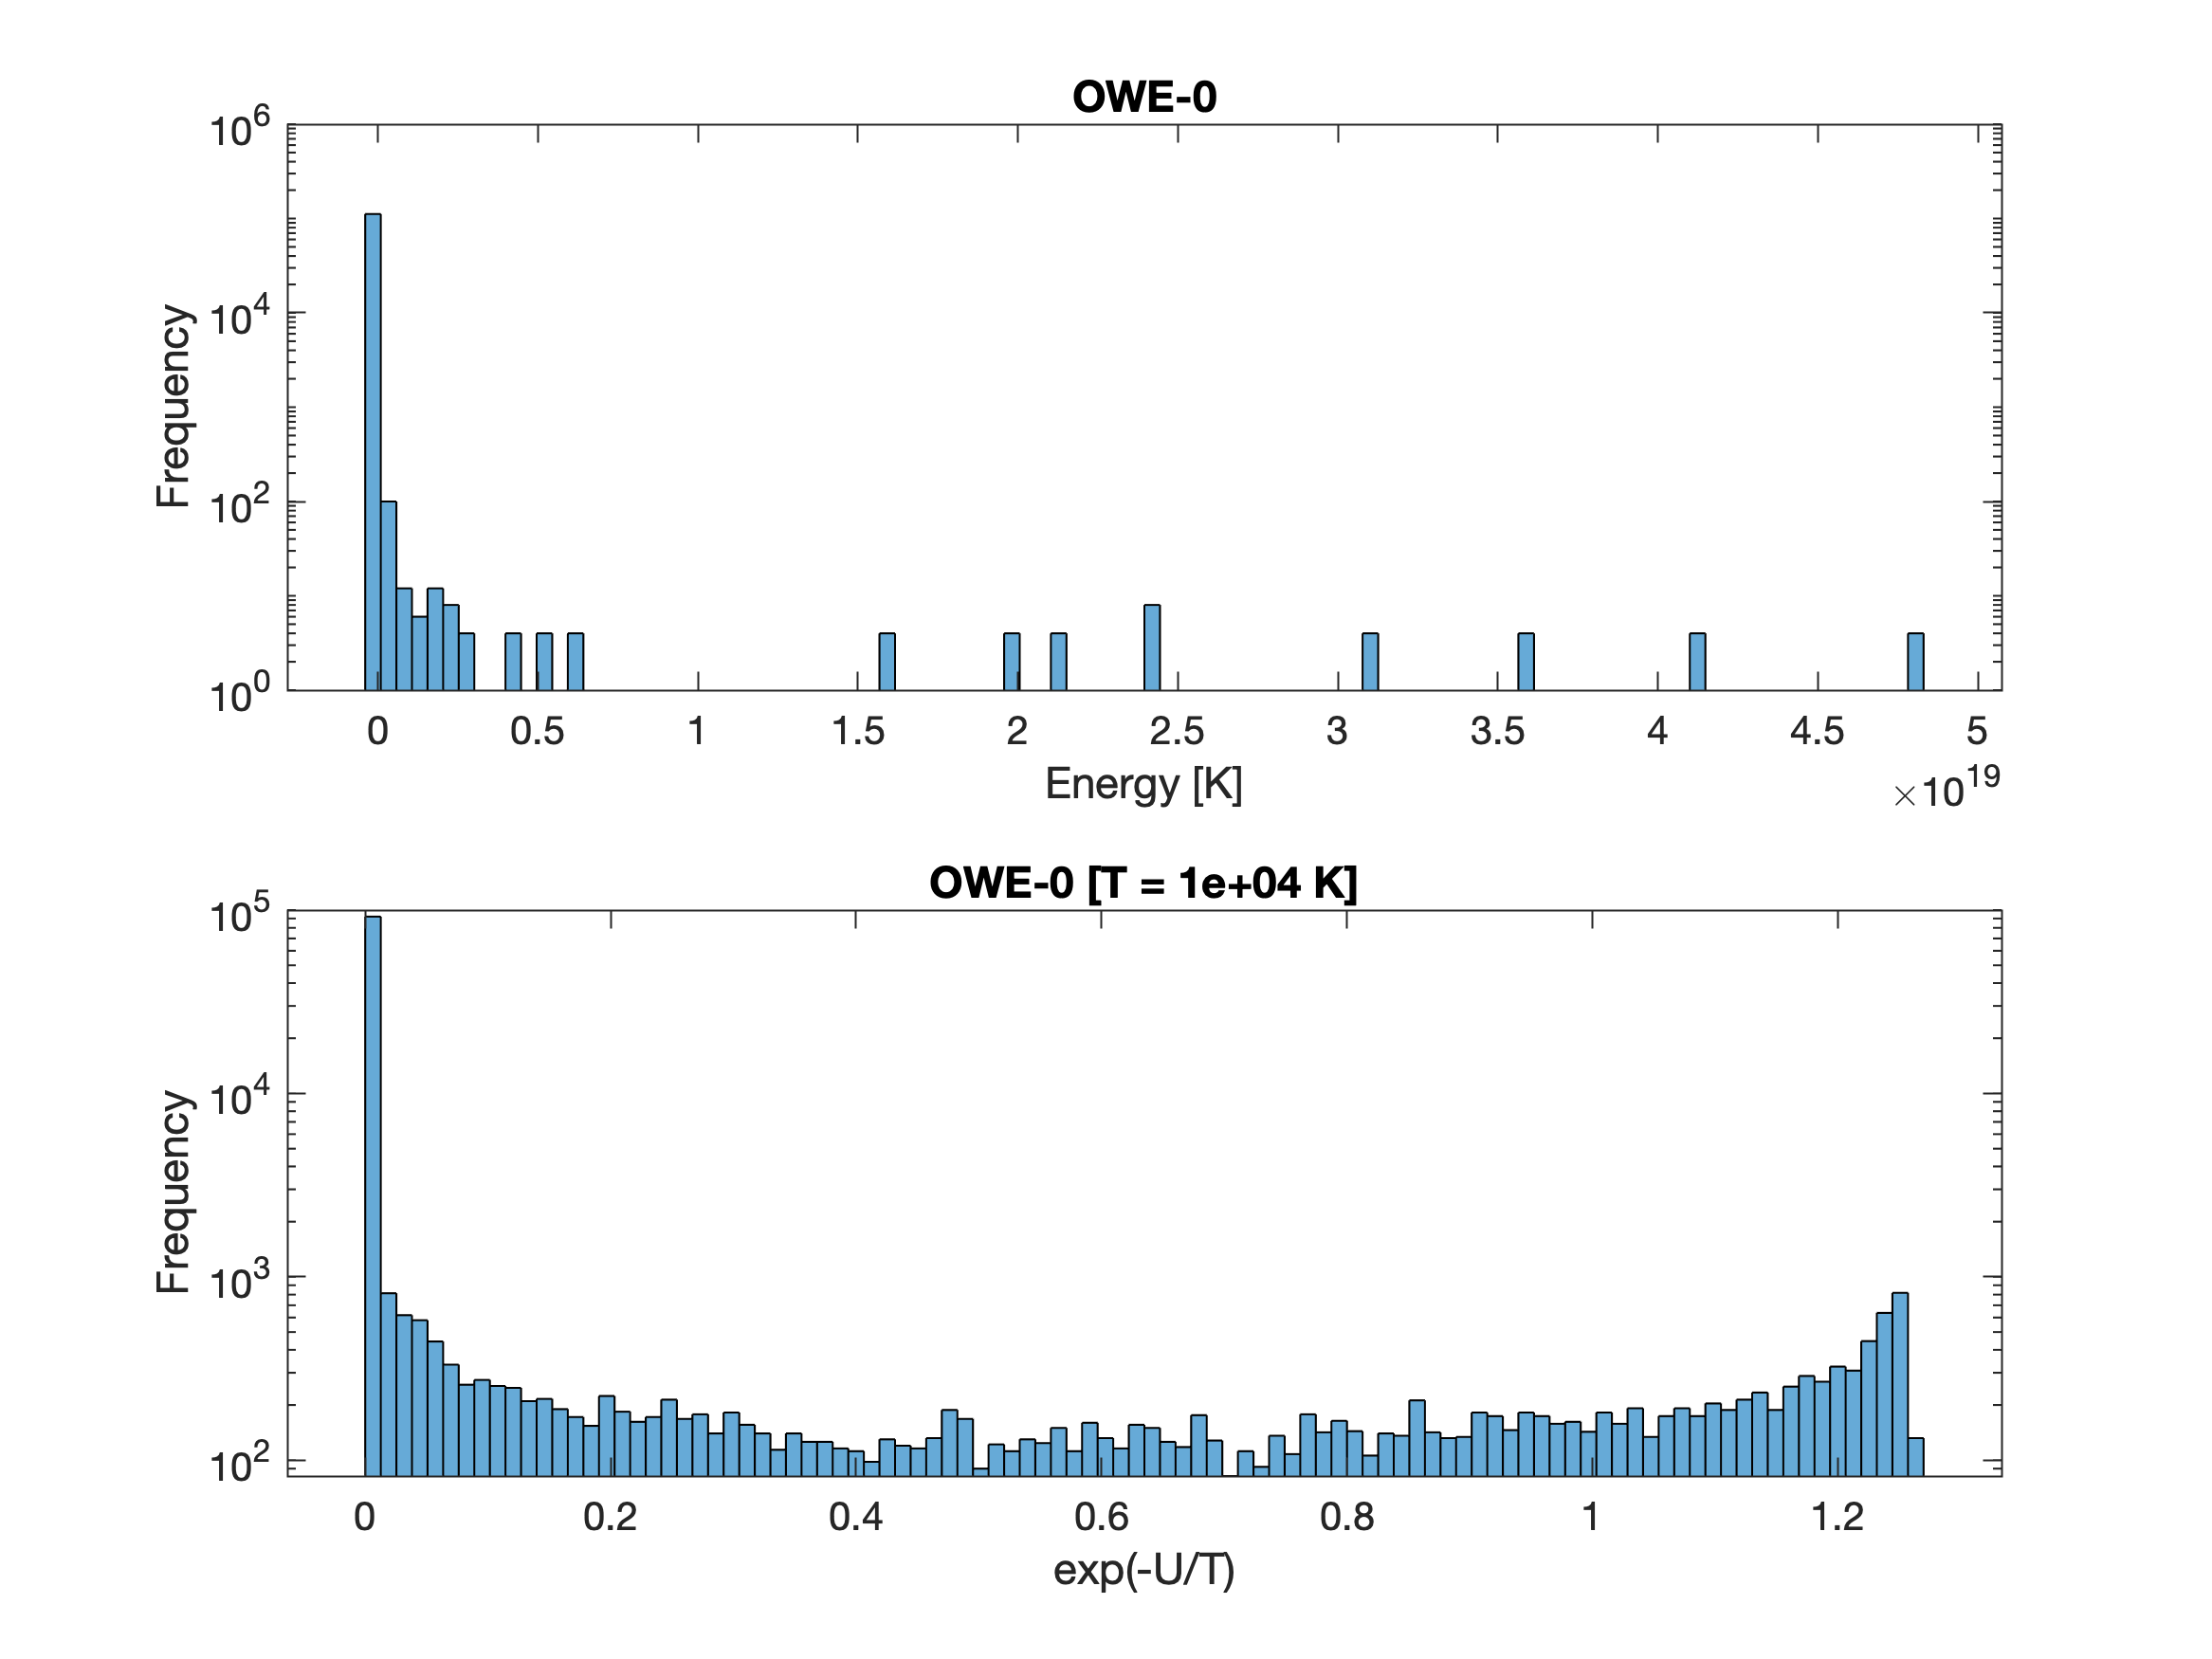 OWE-0
10^6
10^4
10^2
10^0
Frequency
0 0.5 1 1.5 2 2.5 3 3.5 4 4.5 5
Energy [K]
×10^19
OWE-0 [T = 1e+04 K]
10^5
10^4
10^3
10^2
Frequency
0 0.2 0.4 0.6 0.8 1 1.2
exp(-U/T)